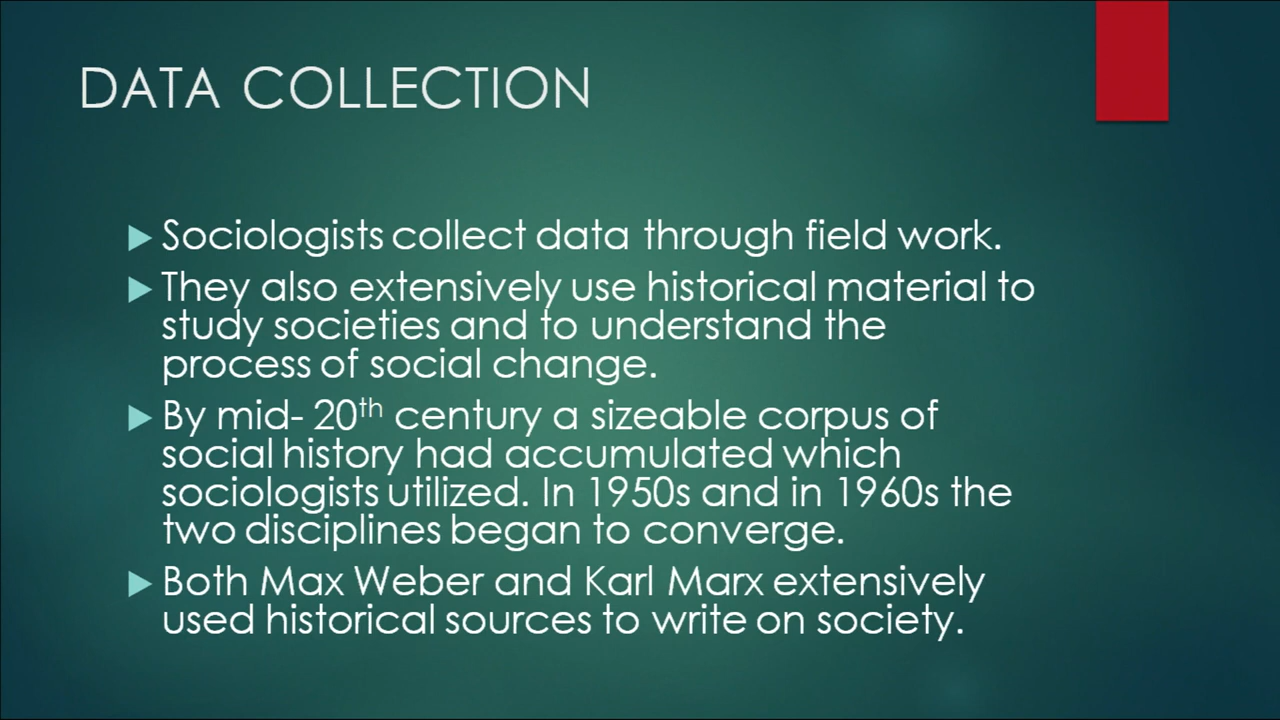 DATA COLLECTION
Sociologists collect data through field work.
They also extensively use historical material to
study societies and to understand the
process of social change.
By mid- 20th century a sizeable corpus of
social history had accumulated which
sociologists utilized. In 1950s and in 1960s the
two disciplines began to converge.
Both Max Weber and Karl Marx extensively
used historical sources to write on society.